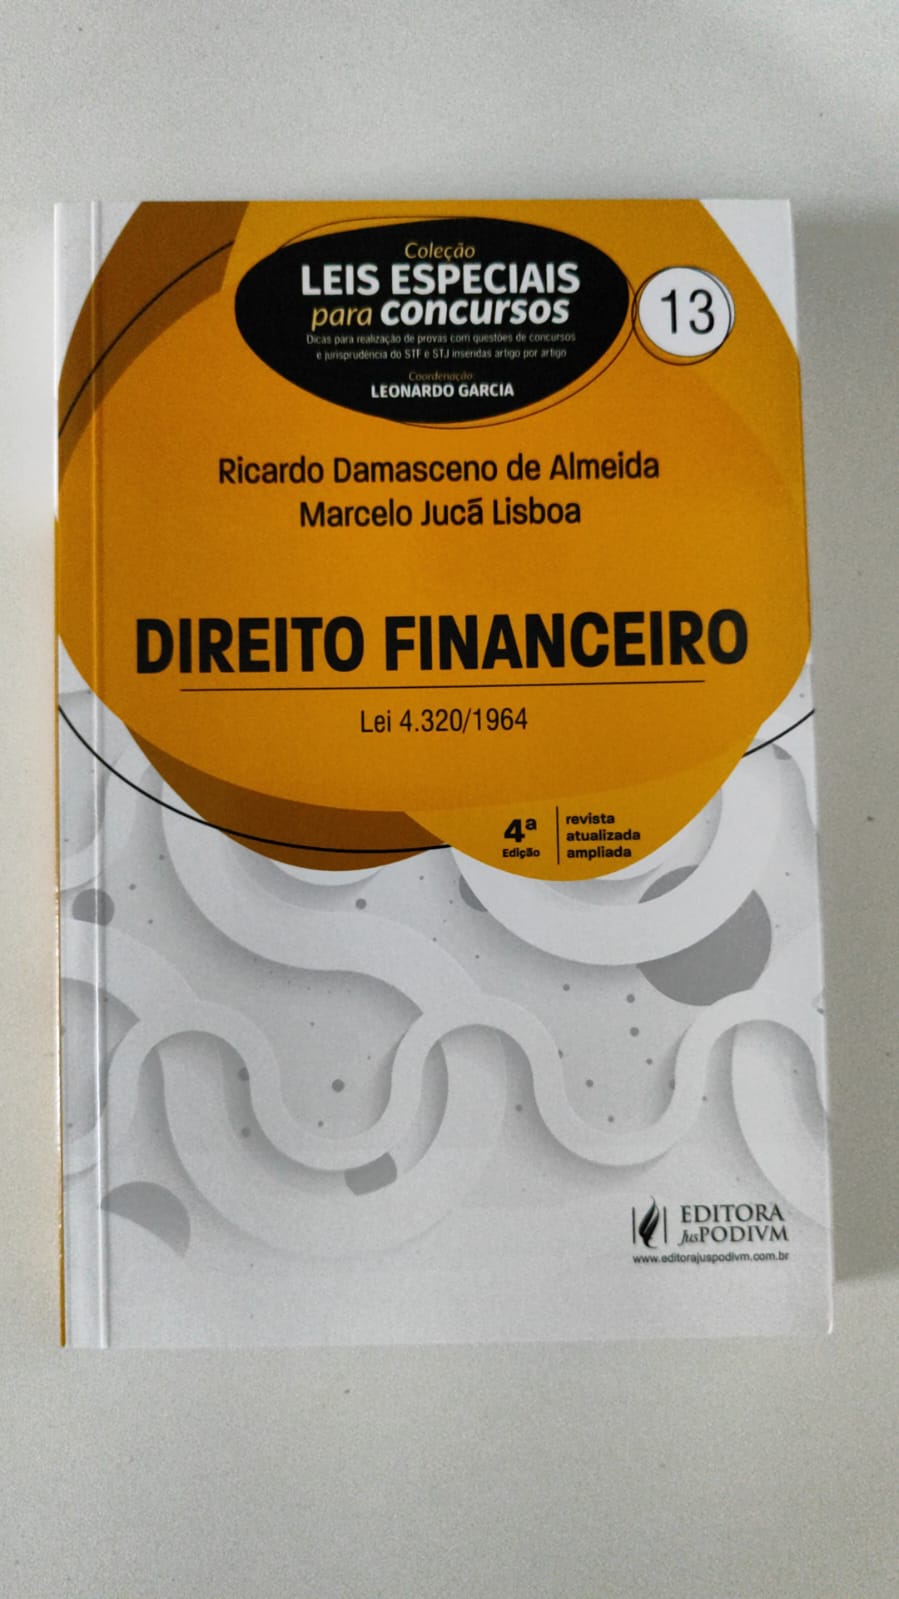 Coleção
LEIS ESPECIAIS
para concursos
Dicas para realização de provas com questões de concursos
e jurisprudência do STF e STJ inseridas artigo por artigo
Coordenação
LEONARDO GARCIA
13
Ricardo Damasceno de Almeida
Marcelo Jucá Lisboa
DIREITO FINANCEIRO
Lei 4.320/1964
4ª
Edição
revista
atualizada
ampliada
EDITORA
JusPODIVM
www.editorajuspodivm.com.br